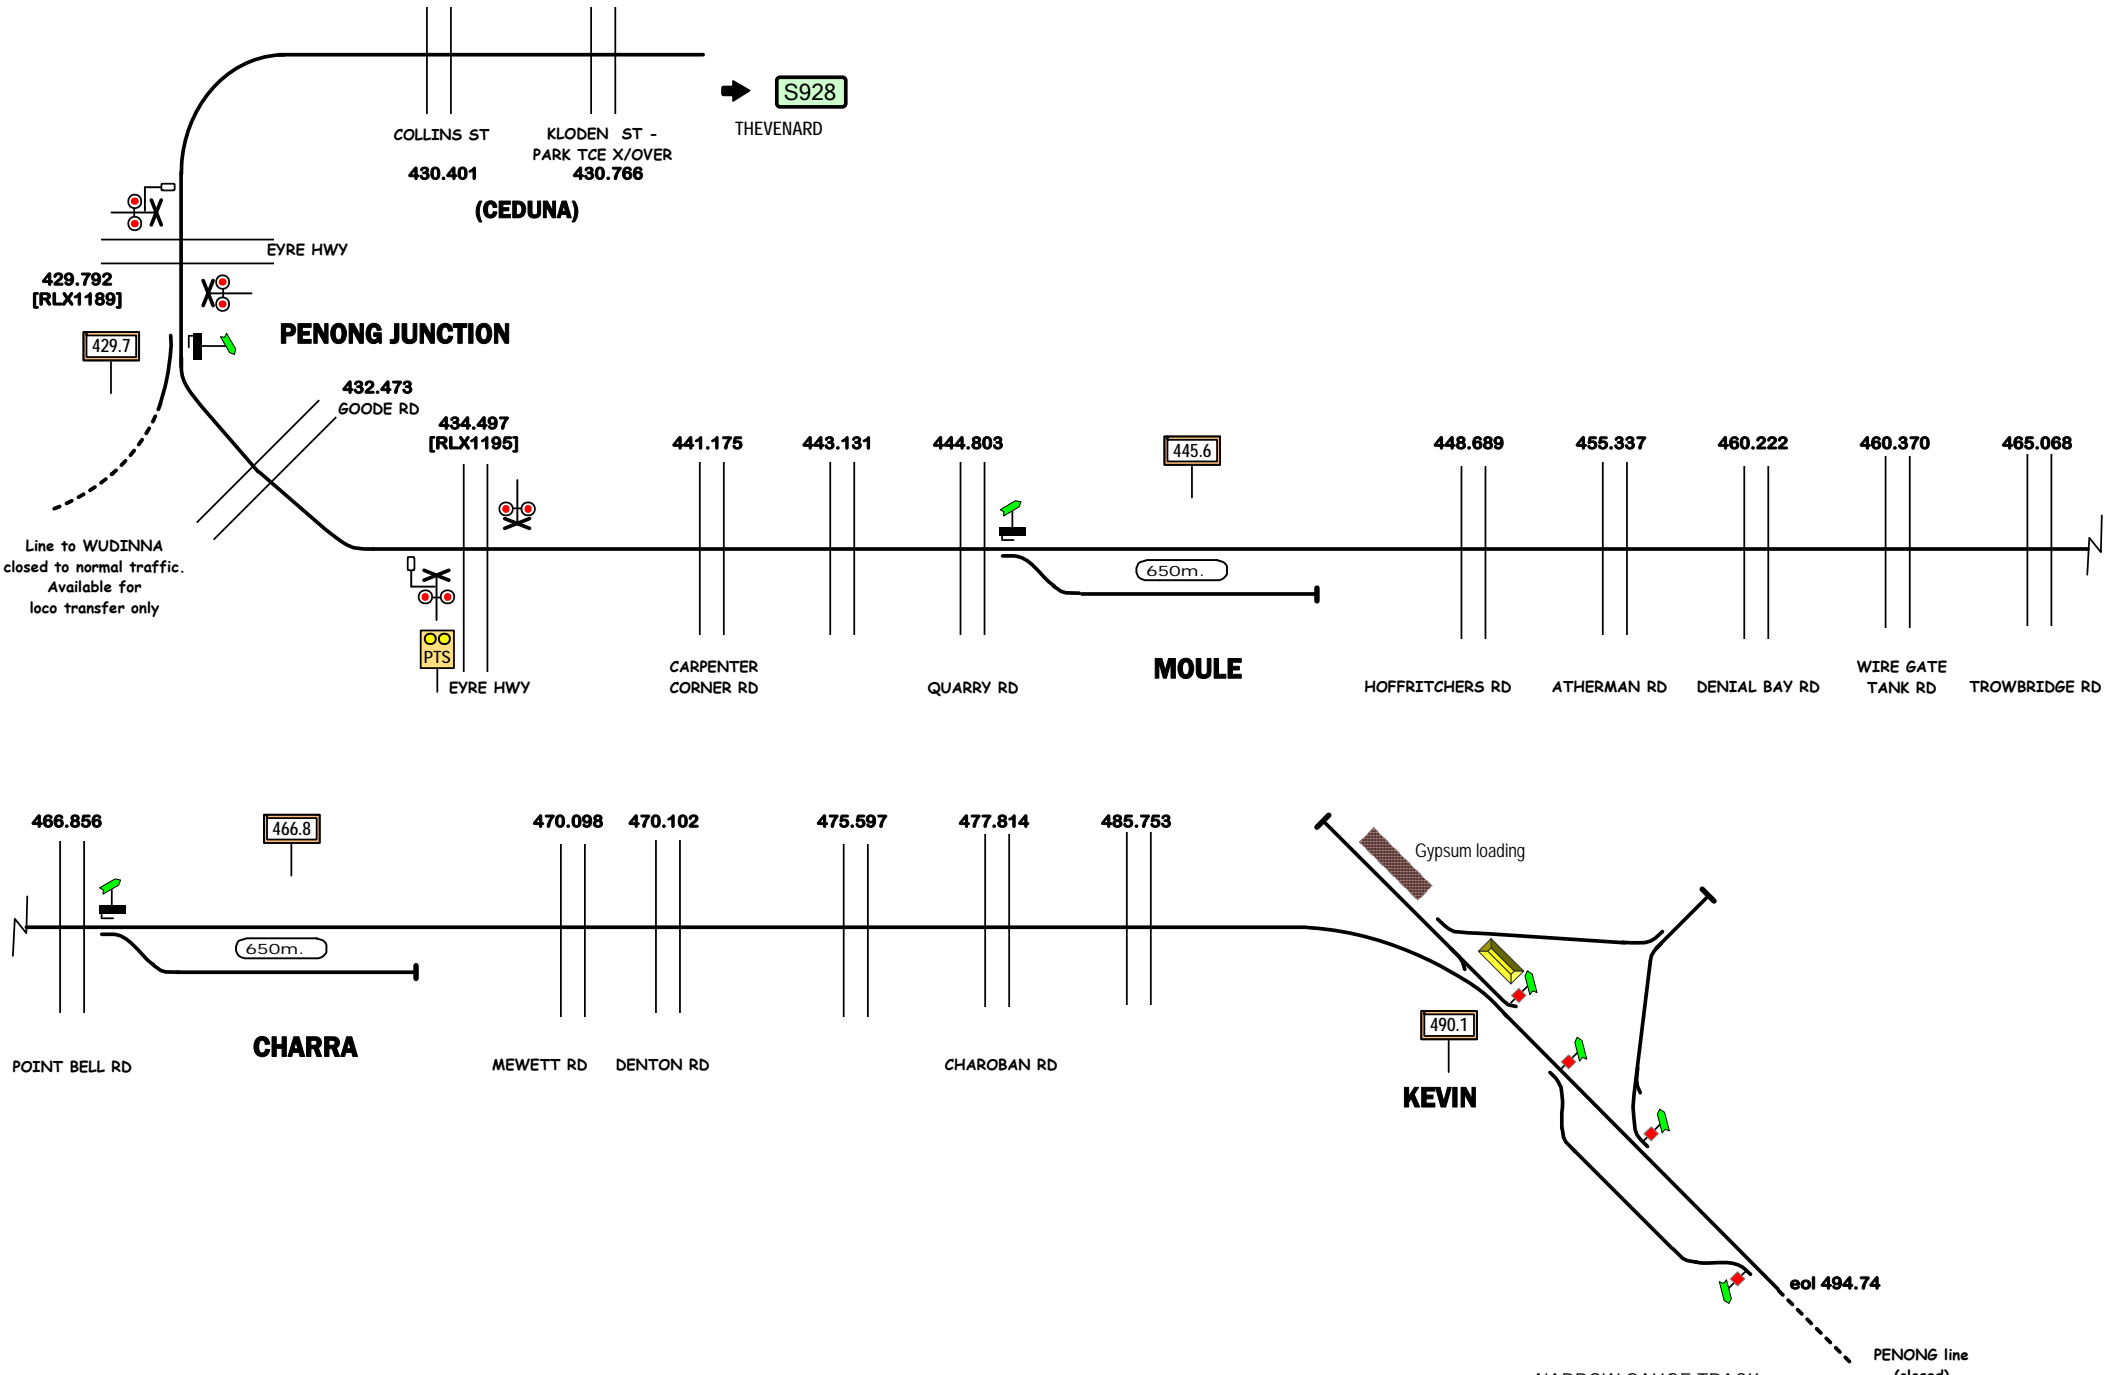 S928
THEVENARD
COLLINS ST
430.401
KLODEN ST -
PARK TCE X/OVER
430.766
(CEDUNA)
EYRE HWY
429.792
[RLX1189]
429.7
PENONG JUNCTION
432.473
GOODE RD
Line to WUDINNA
closed to normal traffic.
Available for
loco transfer only
434.497
[RLX1195]
PTS
EYRE HWY
441.175
CARPENTER
CORNER RD
443.131
444.803
QUARRY RD
445.6
650m.
MOULE
448.689
HOFFRITCHERS RD
455.337
ATHERMAN RD
460.222
DENIAL BAY RD
460.370
WIRE GATE
TANK RD
465.068
TROWBRIDGE RD
466.856
POINT BELL RD
466.8
650m.
CHARRA
470.098
MEWETT RD
470.102
DENTON RD
475.597
477.814
CHAROBAN RD
485.753
Gypsum loading
490.1
KEVIN
eol 494.74
PENONG line
(closed)
NARROW GAUGE TRACK